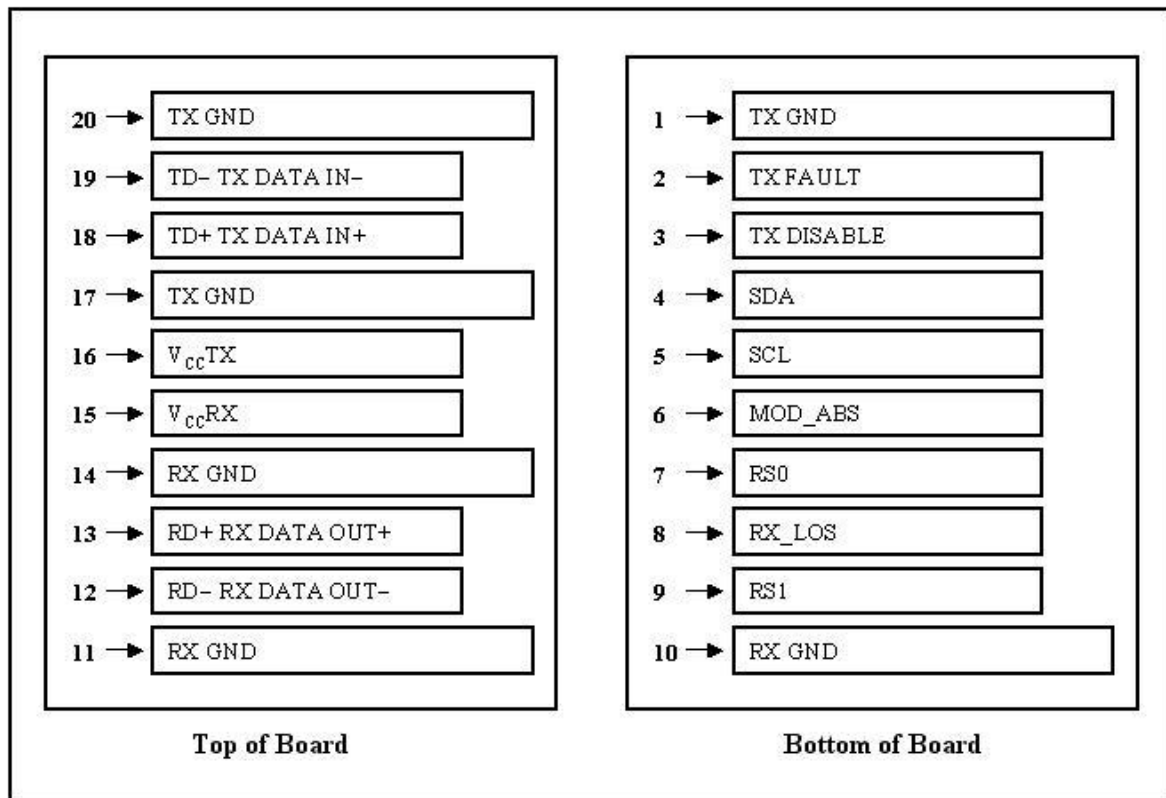 20 TX GND
19 TD− TX DATA IN−
18 TD+ TX DATA IN+
17 TX GND
16 VCCTX
15 VCCRX
14 RX GND
13 RD+ RX DATA OUT+
12 RD− RX DATA OUT−
11 RX GND
Top of Board
1 TX GND
2 TX FAULT
3 TX DISABLE
4 SDA
5 SCL
6 MOD_ABS
7 RS0
8 RX_LOS
9 RS1
10 RX GND
Bottom of Board